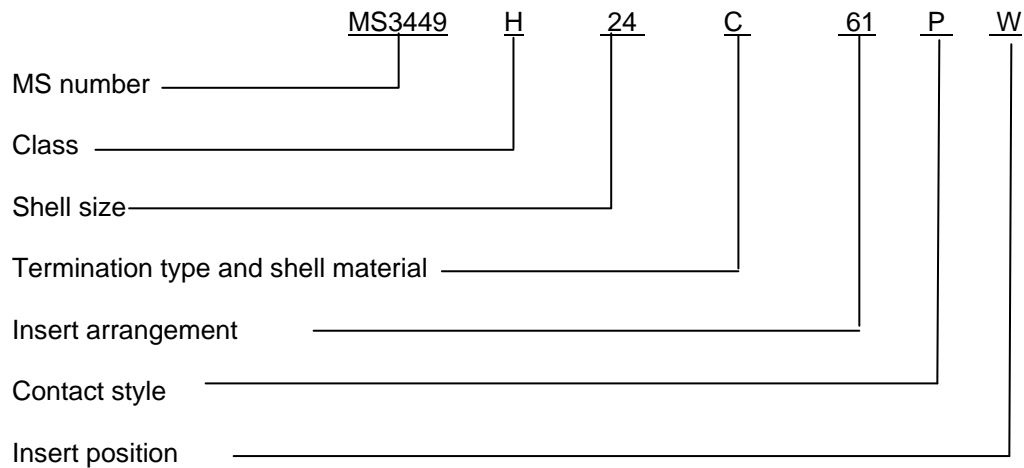 MS3449 H 24 C 61 P W
MS number
Class
Shell size
Termination type and shell material
Insert arrangement
Contact style
Insert position